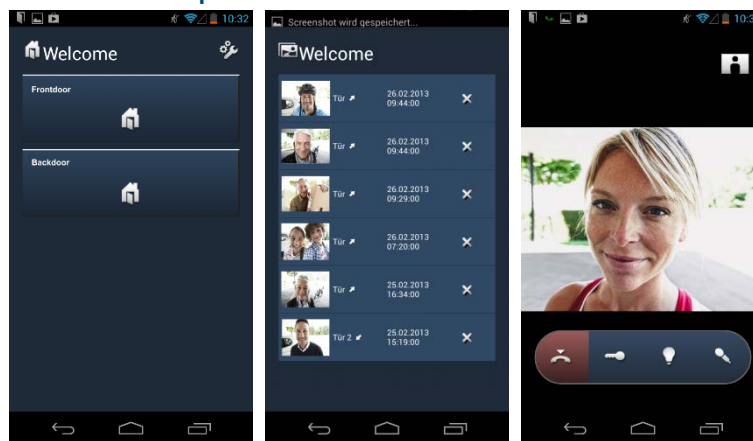 10:32
Welcome
Frontdoor
Backdoor
Screenshot wird gespeichert...
Welcome
Tür
26.02.2013
09:44:00
Tür
26.02.2013
09:44:00
Tür
26.02.2013
09:29:00
Tür
26.02.2013
07:20:00
Tür
25.02.2013
16:34:00
Tür 2
25.02.2013
15:19:00